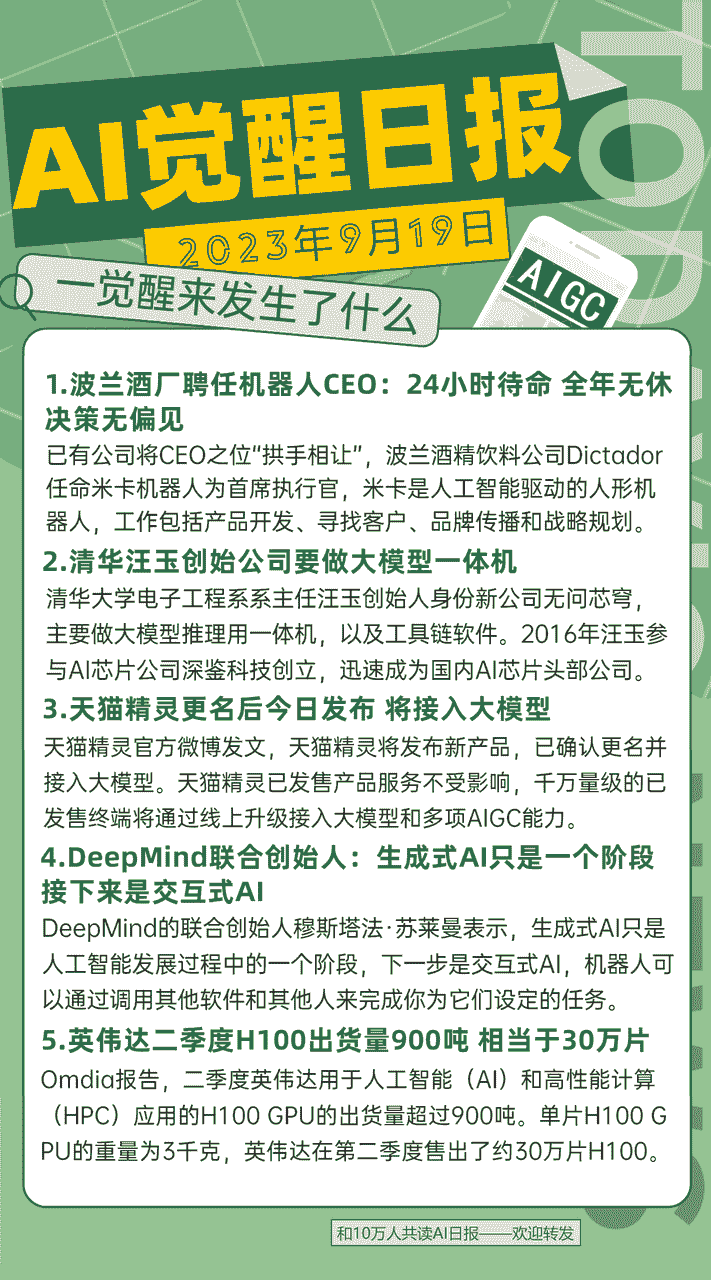 AI觉醒日报
2023年9月19日
一觉醒来发生了什么
AIGC
1.波兰酒厂聘任机器人CEO：24小时待命 全年无休
决策无偏见
已有公司将CEO之位“拱手相让”，波兰酒精饮料公司Dictador
任命米卡机器人为首席执行官，米卡是人工智能驱动的人形机
器人，工作包括产品开发、寻找客户、品牌传播和战略规划。
2.清华汪玉创始公司要做大模型一体机
清华大学电子工程系系主任汪玉创始人身份新公司无问芯穹，
主要做大模型推理用一体机，以及工具链软件。2016年汪玉参
与AI芯片公司深鉴科技创立，迅速成为国内AI芯片头部公司。
3.天猫精灵更名后今日发布 将接入大模型
天猫精灵官方微博发文，天猫精灵将发布新产品，已确认更名并
接入大模型。天猫精灵已发售产品服务不受影响，千万量级的已
发售终端将通过线上升级接入大模型和多项AIGC能力。
4.DeepMind联合创始人：生成式AI只是一个阶段
接下来是交互式AI
DeepMind的联合创始人穆斯塔法·苏莱曼表示，生成式AI只是
人工智能发展过程中的一个阶段，下一步是交互式AI，机器人可
以通过调用其他软件和其他人来完成你为它们设定的任务。
5.英伟达二季度H100出货量900吨 相当于30万片
Omdia报告，二季度英伟达用于人工智能（AI）和高性能计算
（HPC）应用的H100 GPU的出货量超过900吨。单片H100 G
PU的重量为3千克，英伟达在第二季度售出了约30万片H100。
和10万人共读AI日报——欢迎转发